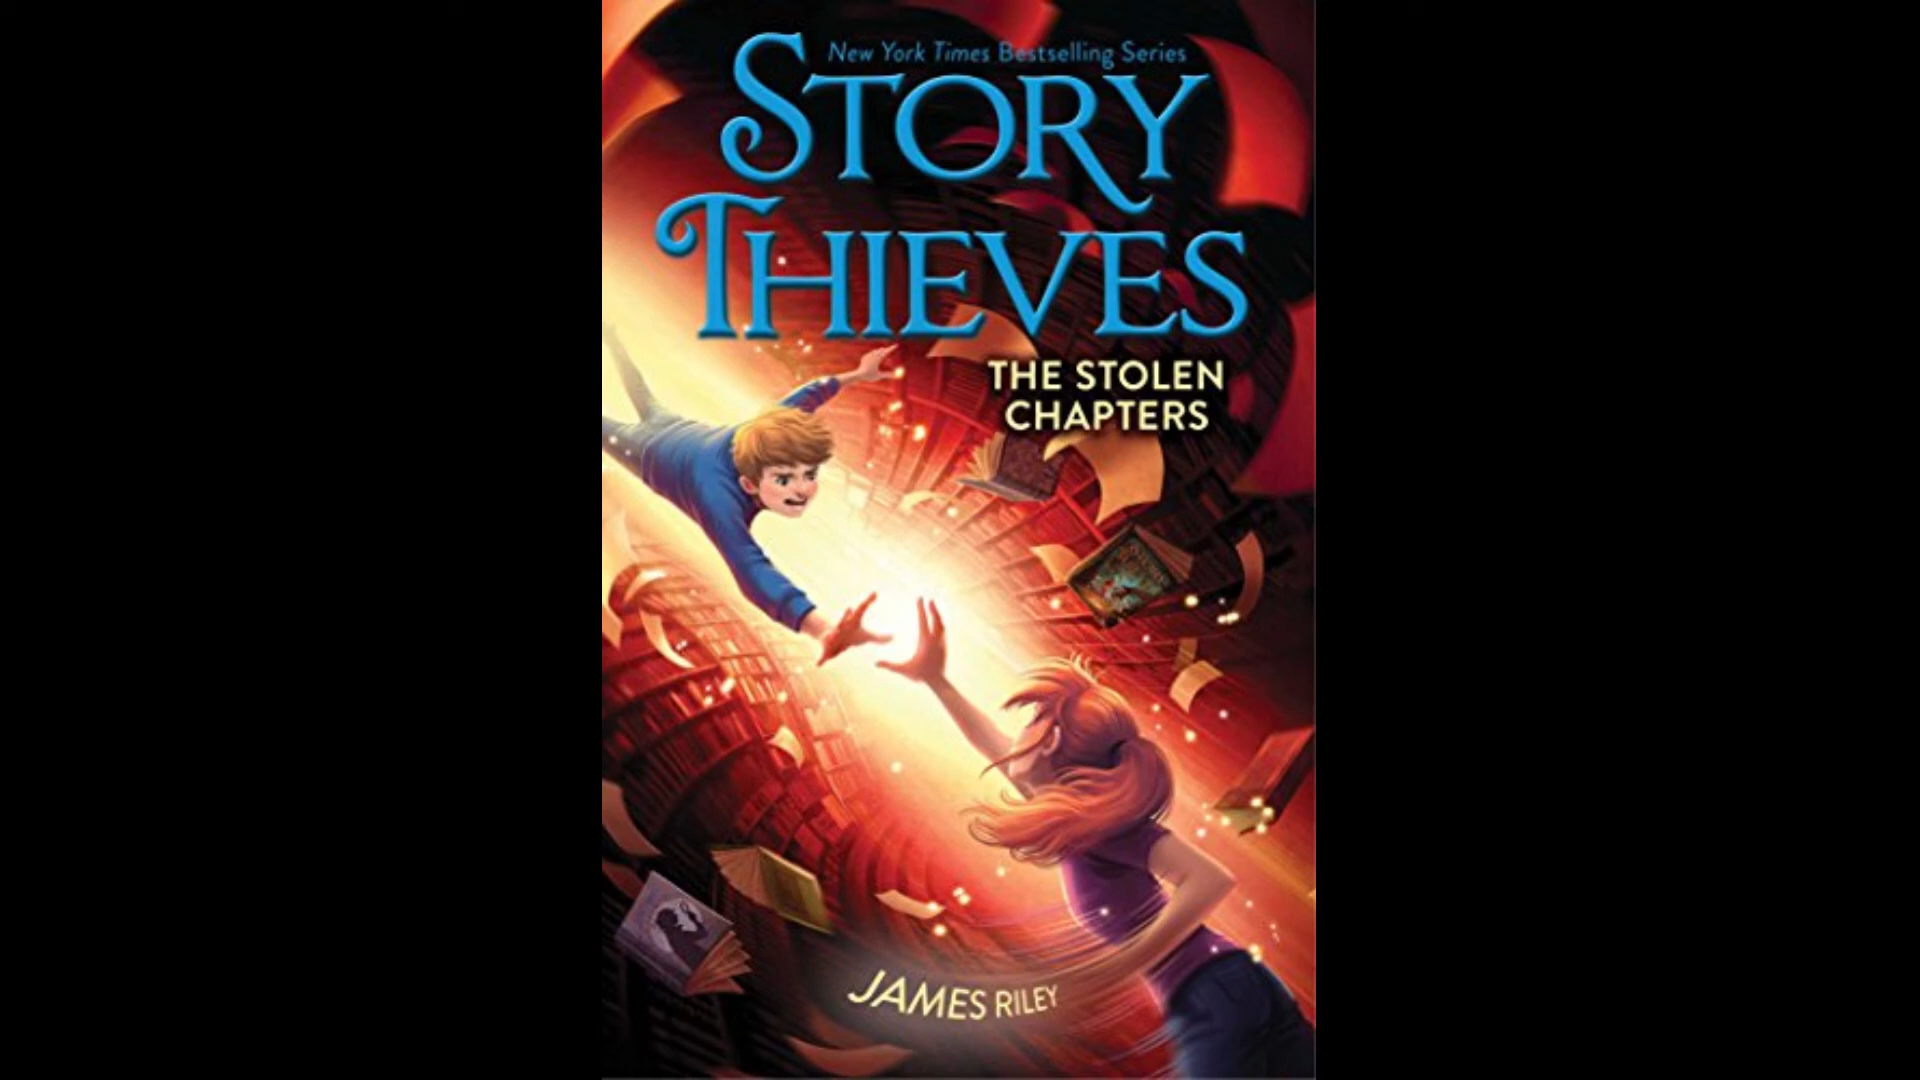 New York Times Bestselling Series
STORY
THIEVES
THE STOLEN
CHAPTERS
JAMES RILEY